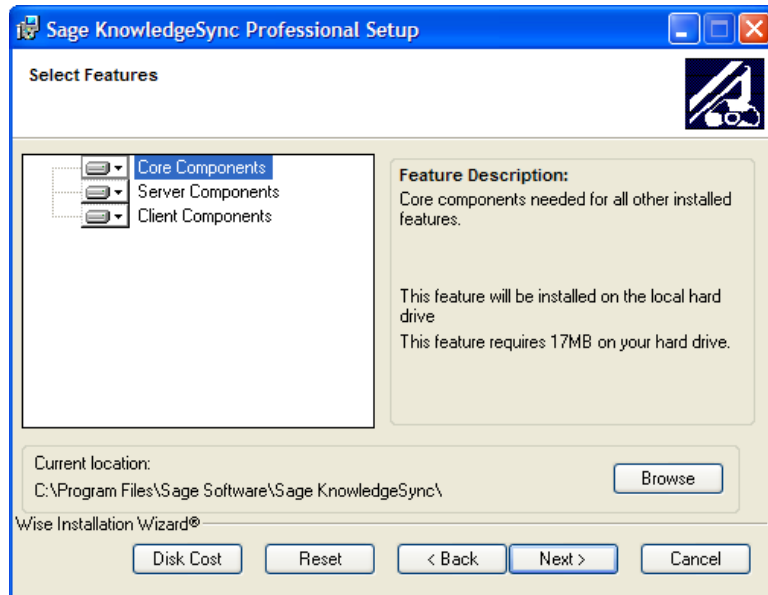 Sage KnowledgeSync Professional Setup
Select Features
Core Components
Server Components
Client Components
Feature Description:
Core components needed for all other installed
features.
This feature will be installed on the local hard
drive
This feature requires 17MB on your hard drive.
Current location:
C:\Program Files\Sage Software\Sage KnowledgeSync\
Browse
Wise Installation Wizard®
Disk Cost
Reset
< Back
Next >
Cancel